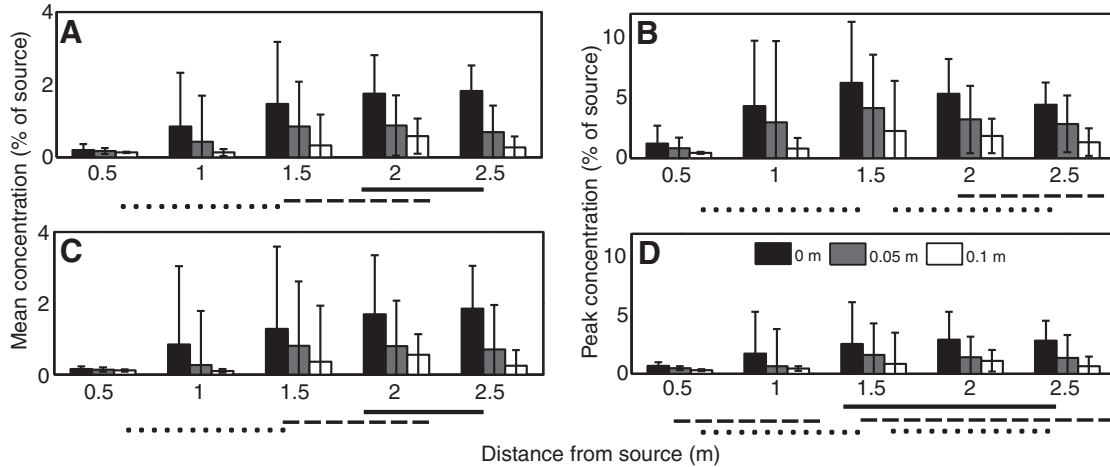 A
B
Mean concentration (% of source)
Peak concentration (% of source)
4
2
0
0.5 1 1.5 2 2.5
10
5
0
0.5 1 1.5 2 2.5
C
D
4
2
0
0.5 1 1.5 2 2.5
10
5
0
0 m 0.05 m 0.1 m
0.5 1 1.5 2 2.5
Distance from source (m)